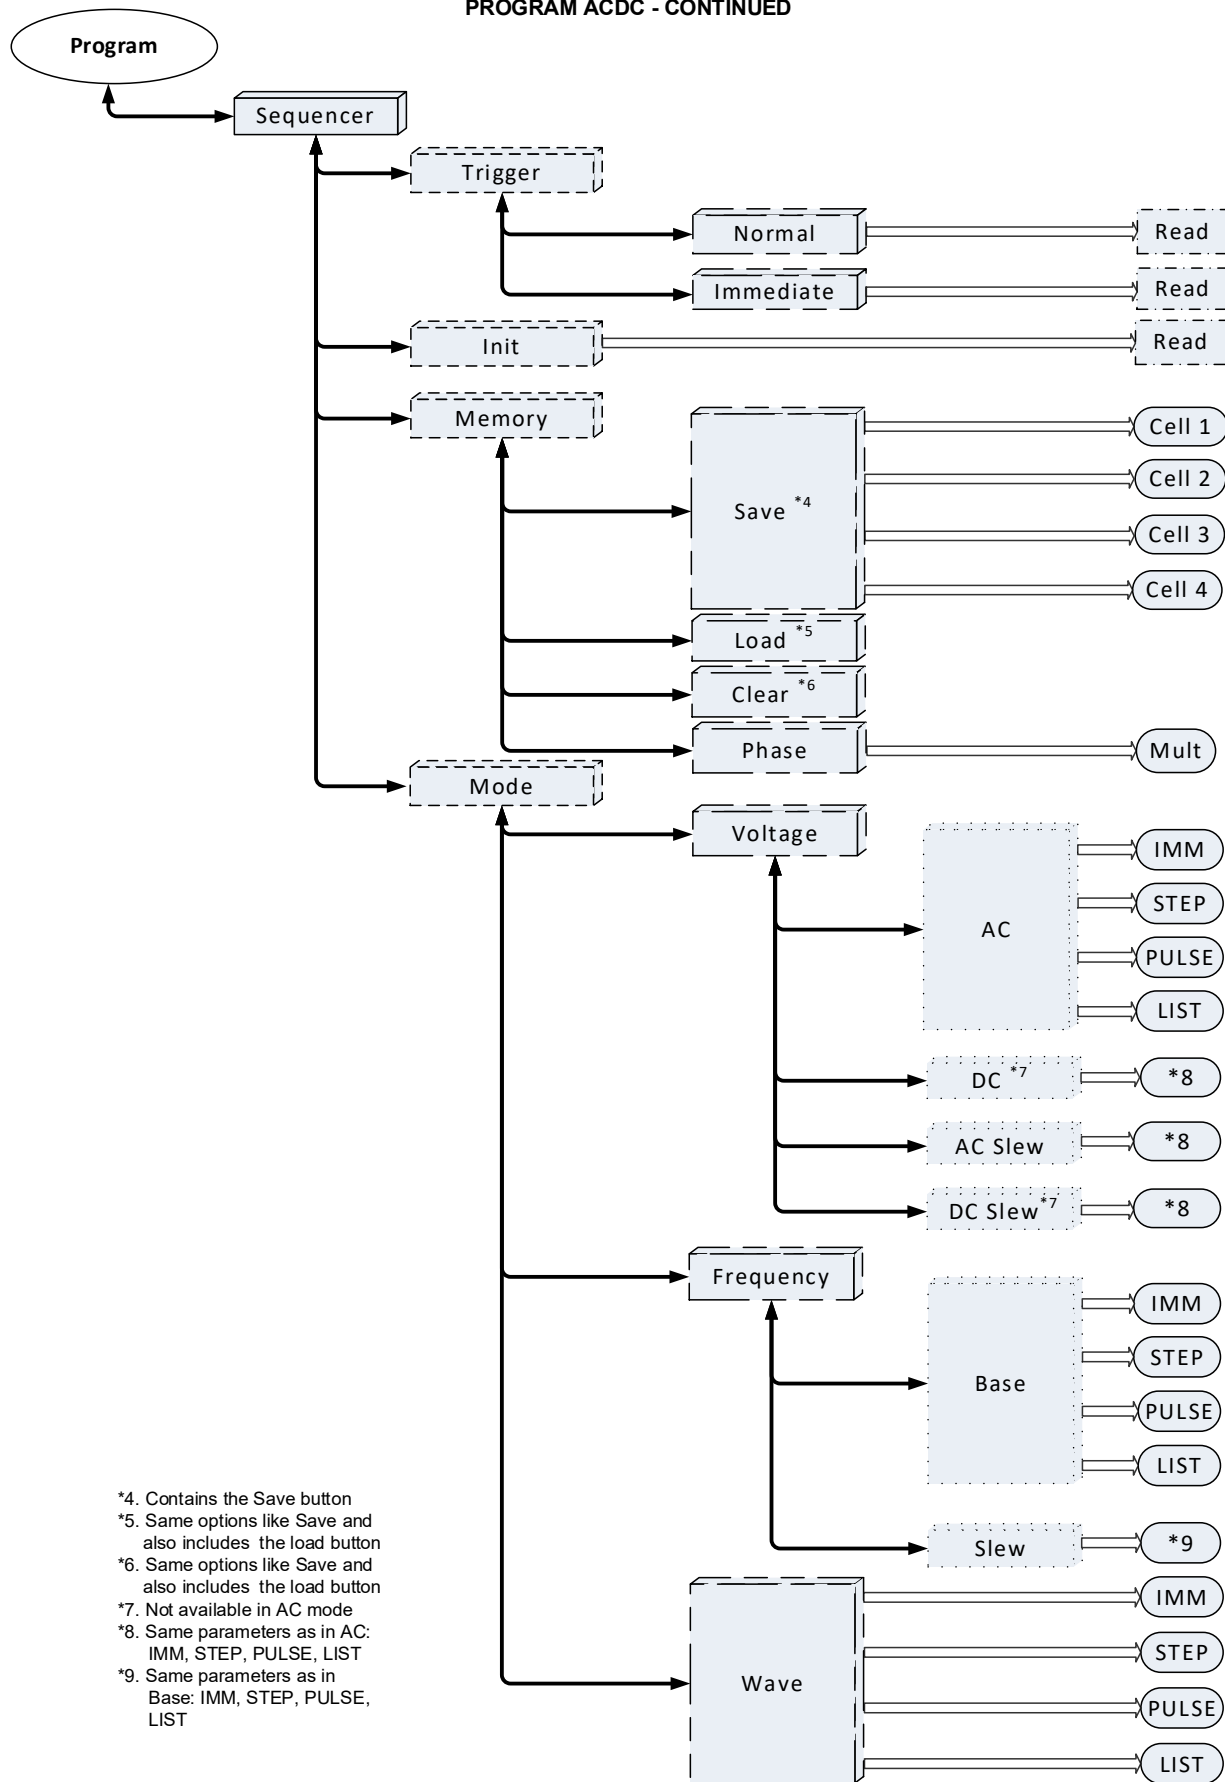 PROGRAM ACDC - CONTINUED
Program
Sequencer
Trigger
Normal
Read
Immediate
Read
Init
Read
Memory
Save *4
Cell 1
Cell 2
Cell 3
Cell 4
Load *5
Clear *6
Phase
Mult
Mode
Voltage
AC
IMM
STEP
PULSE
LIST
DC *7
*8
AC Slew
*8
DC Slew *7
*8
Frequency
Base
IMM
STEP
PULSE
LIST
Slew
*9
Wave
IMM
STEP
PULSE
LIST
*4. Contains the Save button
*5. Same options like Save and
also includes the load button
*6. Same options like Save and
also includes the load button
*7. Not available in AC mode
*8. Same parameters as in AC:
IMM, STEP, PULSE, LIST
*9. Same parameters as in
Base: IMM, STEP, PULSE,
LIST